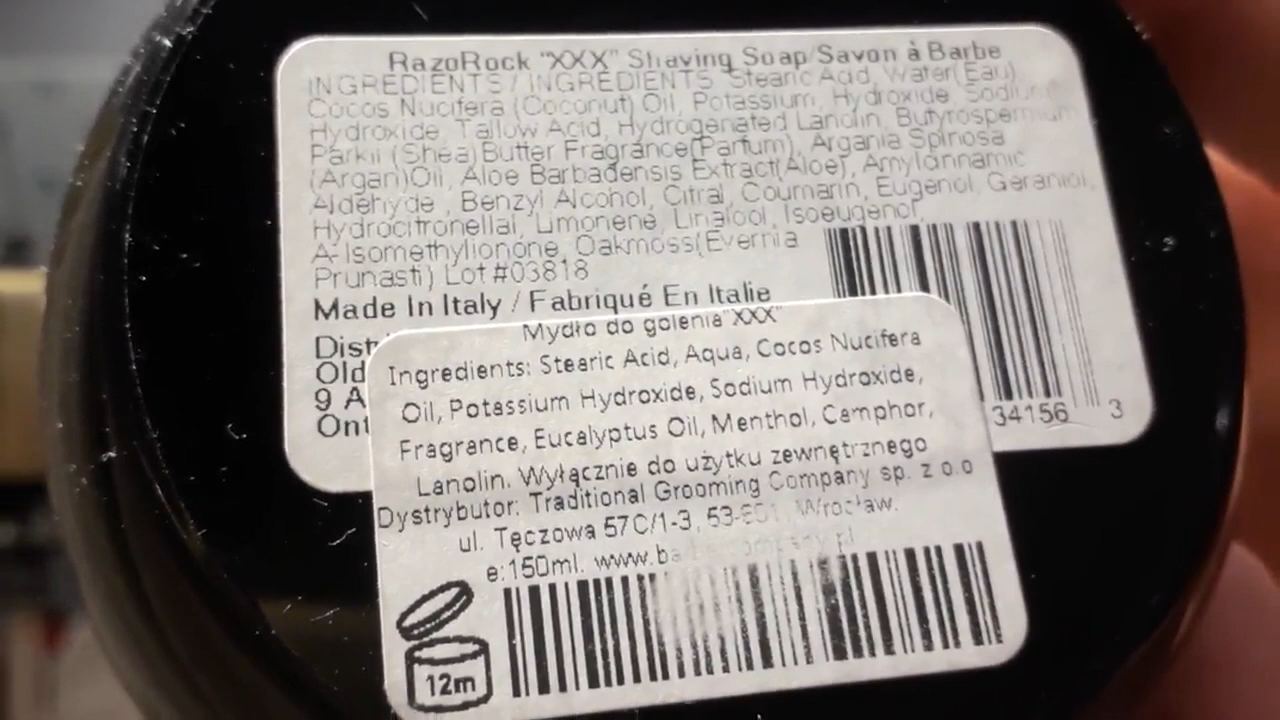 RazoRock "XXX" Shaving Soap/Savon à Barbe
INGREDIENTS / INGRÉDIENTS Stearic Acid, Water(Eau)
Cocos Nucifera (Coconut) Oil, Potassium, Hydroxide, Sodium
Hydroxide, Tallow Acid, Hydrogenated Lanolin, Butyrospermum
Parkii (Shea) Butter Fragrance(Parfum), Argania Spinosa
(Argan)Oil, Aloe Barbadensis Extract(Aloe), Amylcinnamic
Aldehyde, Benzyl Alcohol, Citral, Coumarin, Eugenol, Geraniol,
Hydrocitronellal, Limonene, Linalool, Isoeugenol,
A-Isomethylionone, Oakmoss(Evernia
Prunasti) Lot #03818
Made In Italy / Fabriqué En Italie
Dist
Old
9 A
Ont
34156 3
Mydło do golenia"XXX"
Ingredients: Stearic Acid, Aqua, Cocos Nucifera
Oil, Potassium Hydroxide, Sodium Hydroxide,
Fragrance, Eucalyptus Oil, Menthol, Camphor,
Lanolin. Wyłącznie do użytku zewnętrznego
Dystrybutor: Traditional Grooming Company sp. z o.o
ul. Tęczowa 57C/1-3, Wrocław.
e:150ml.
12m